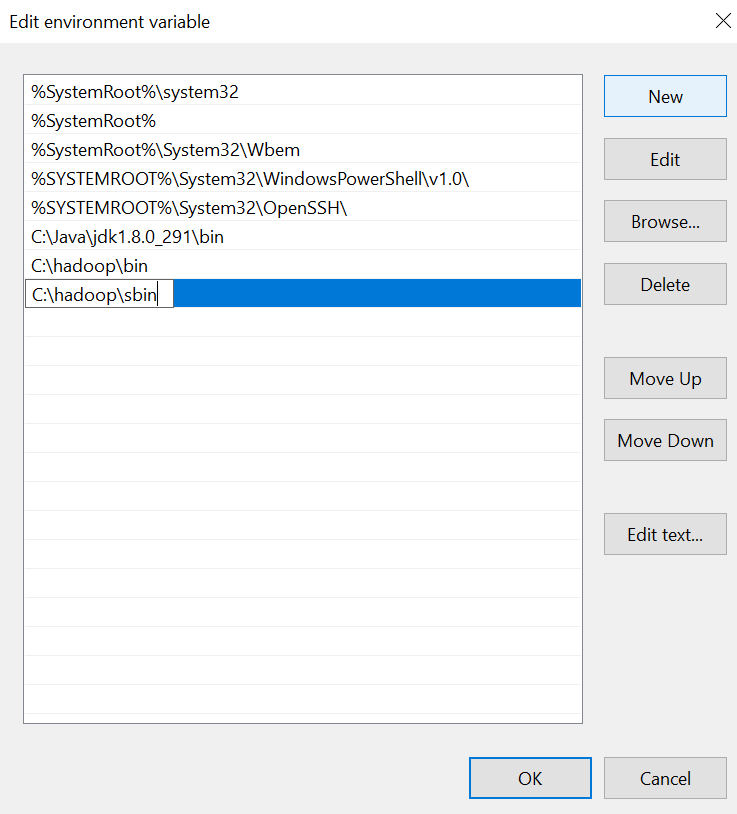 Edit environment variable
%SystemRoot%\system32
%SystemRoot%
%SystemRoot%\System32\Wbem
%SYSTEMROOT%\System32\WindowsPowerShell\v1.0\
%SYSTEMROOT%\System32\OpenSSH\
C:\Java\jdk1.8.0_291\bin
C:\hadoop\bin
C:\hadoop\sbin
New
Edit
Browse...
Delete
Move Up
Move Down
Edit text...
OK
Cancel